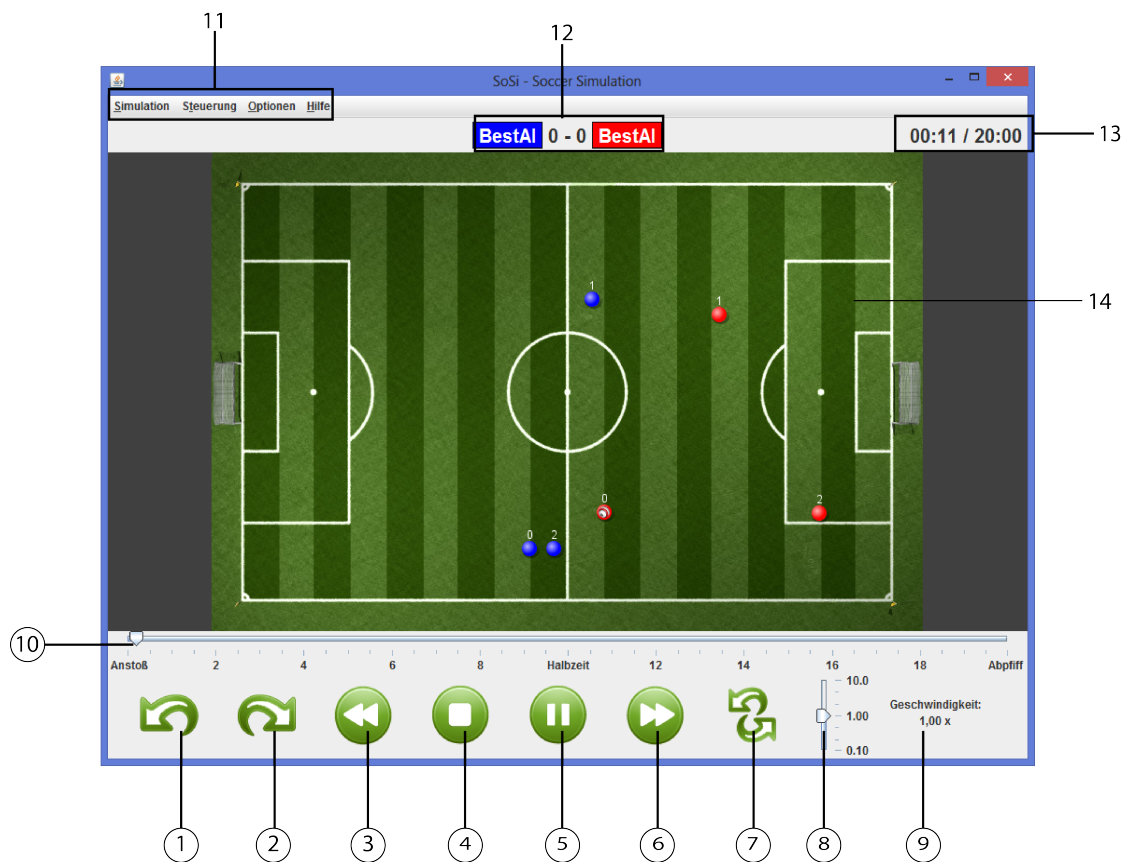 11
12
SoSi - Soccer Simulation
Simulation Steuerung Optionen Hilfe
BestAI 0 - 0 BestAI
00:11 / 20:00
13
1
1
14
0
2
0 2
10
Anstoß 2 4 6 8 Halbzeit 12 14 16 18 Abpfiff
10.0
1.00
0.10
Geschwindigkeit:
1,00 x
1 2 3 4 5 6 7 8 9